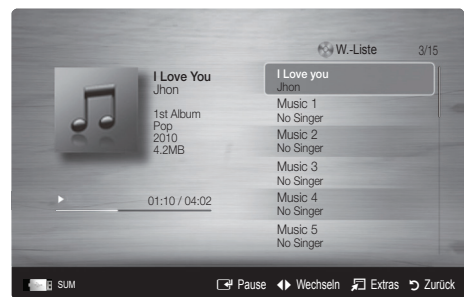 W.-Liste 3/15
I Love You
Jhon
1st Album
Pop
2010
4.2MB
01:10 / 04:02
I Love you
Jhon
Music 1
No Singer
Music 2
No Singer
Music 3
No Singer
Music 4
No Singer
Music 5
No Singer
SUM Pause Wechseln Extras Zurück